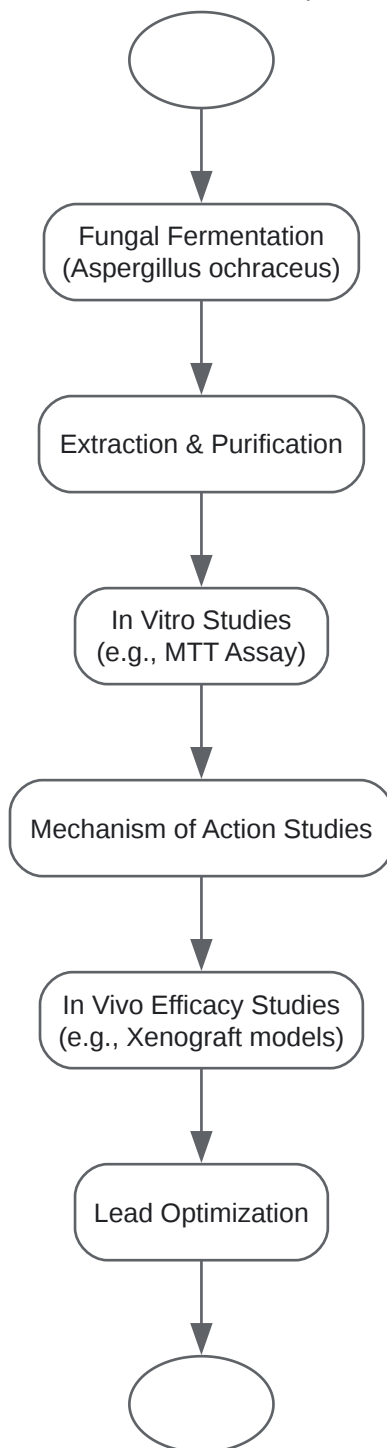 Fungal Fermentation
(Aspergillus ochraceus)
Extraction & Purification
In Vitro Studies
(e.g., MTT Assay)
Mechanism of Action Studies
In Vivo Efficacy Studies
(e.g., Xenograft models)
Lead Optimization